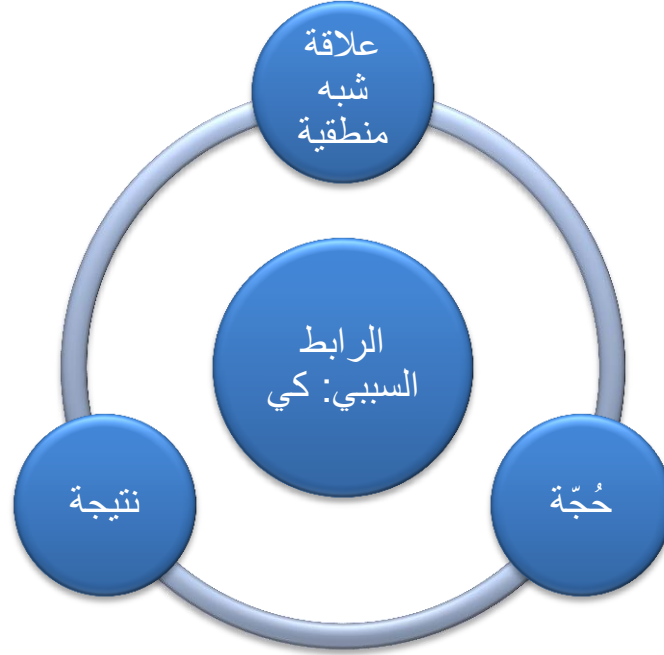 علاقة
شبه
منطقية
الرابط
السببي: كي
حُجّة
نتيجة